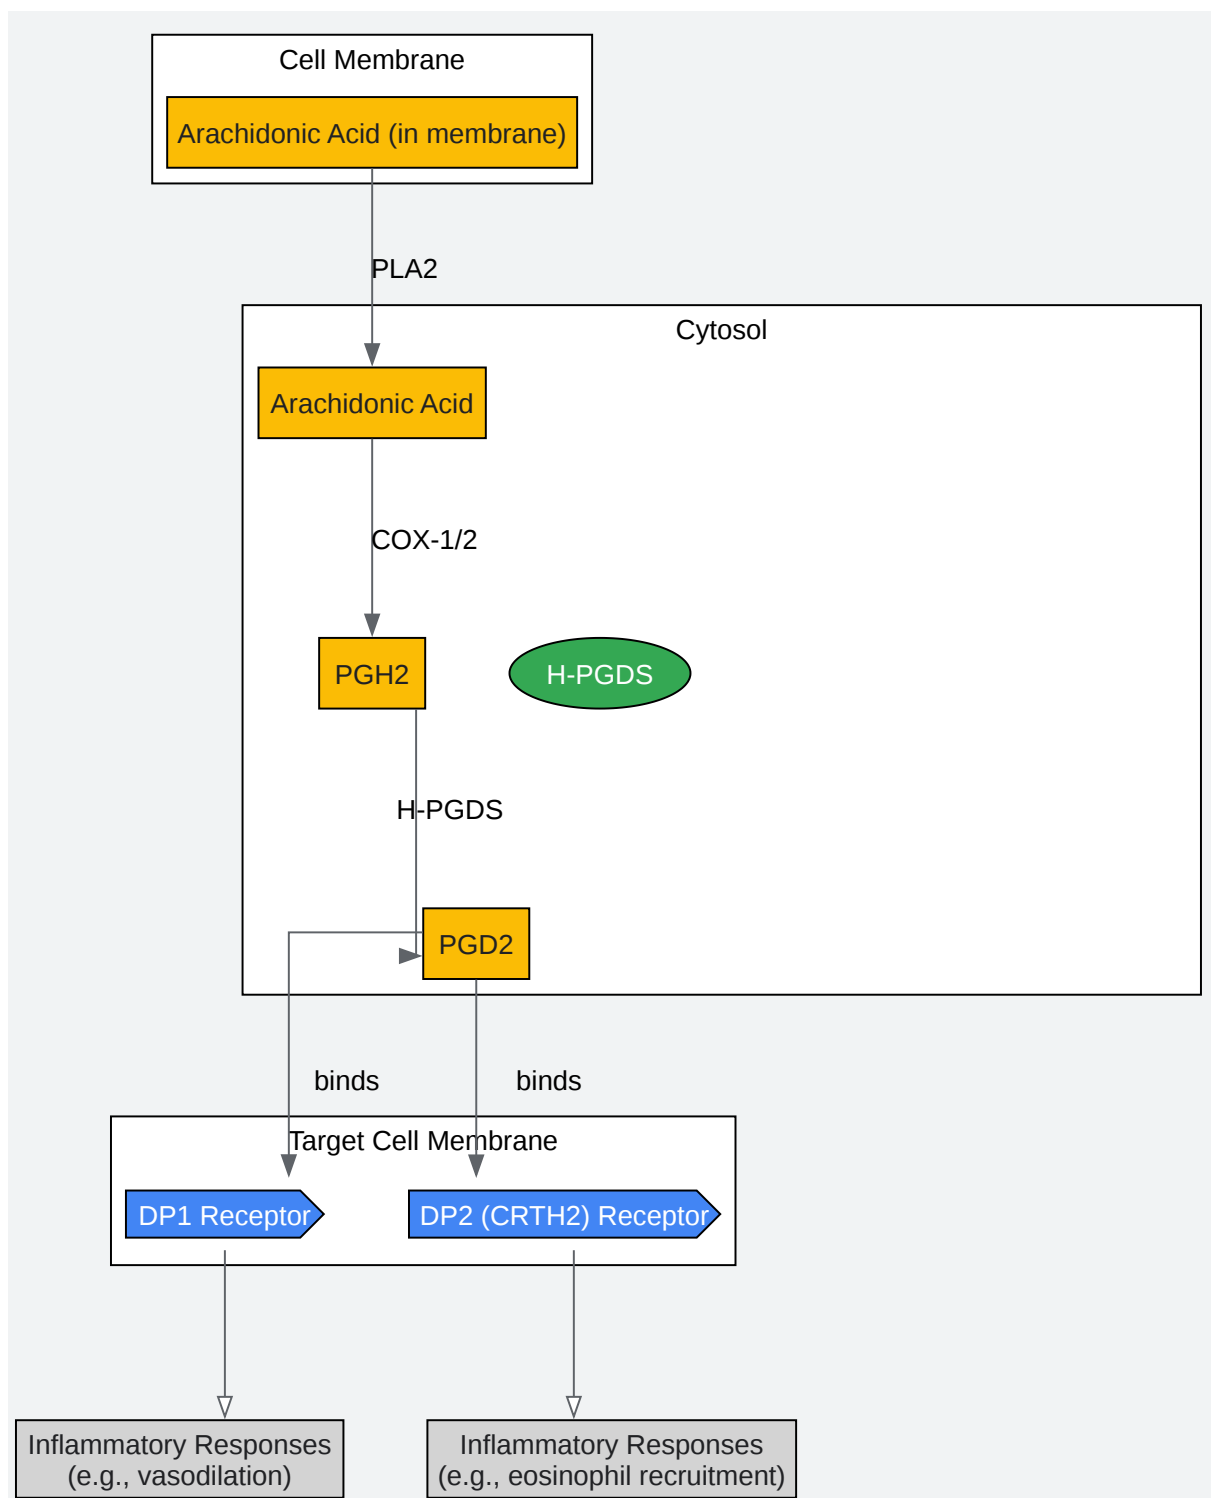 Cell Membrane
Arachidonic Acid (in membrane)
PLA2
Cytosol
Arachidonic Acid
COX-1/2
PGH2
H-PGDS
H-PGDS
PGD2
binds
binds
Target Cell Membrane
DP1 Receptor
DP2 (CRTH2) Receptor
Inflammatory Responses
(e.g., vasodilation)
Inflammatory Responses
(e.g., eosinophil recruitment)